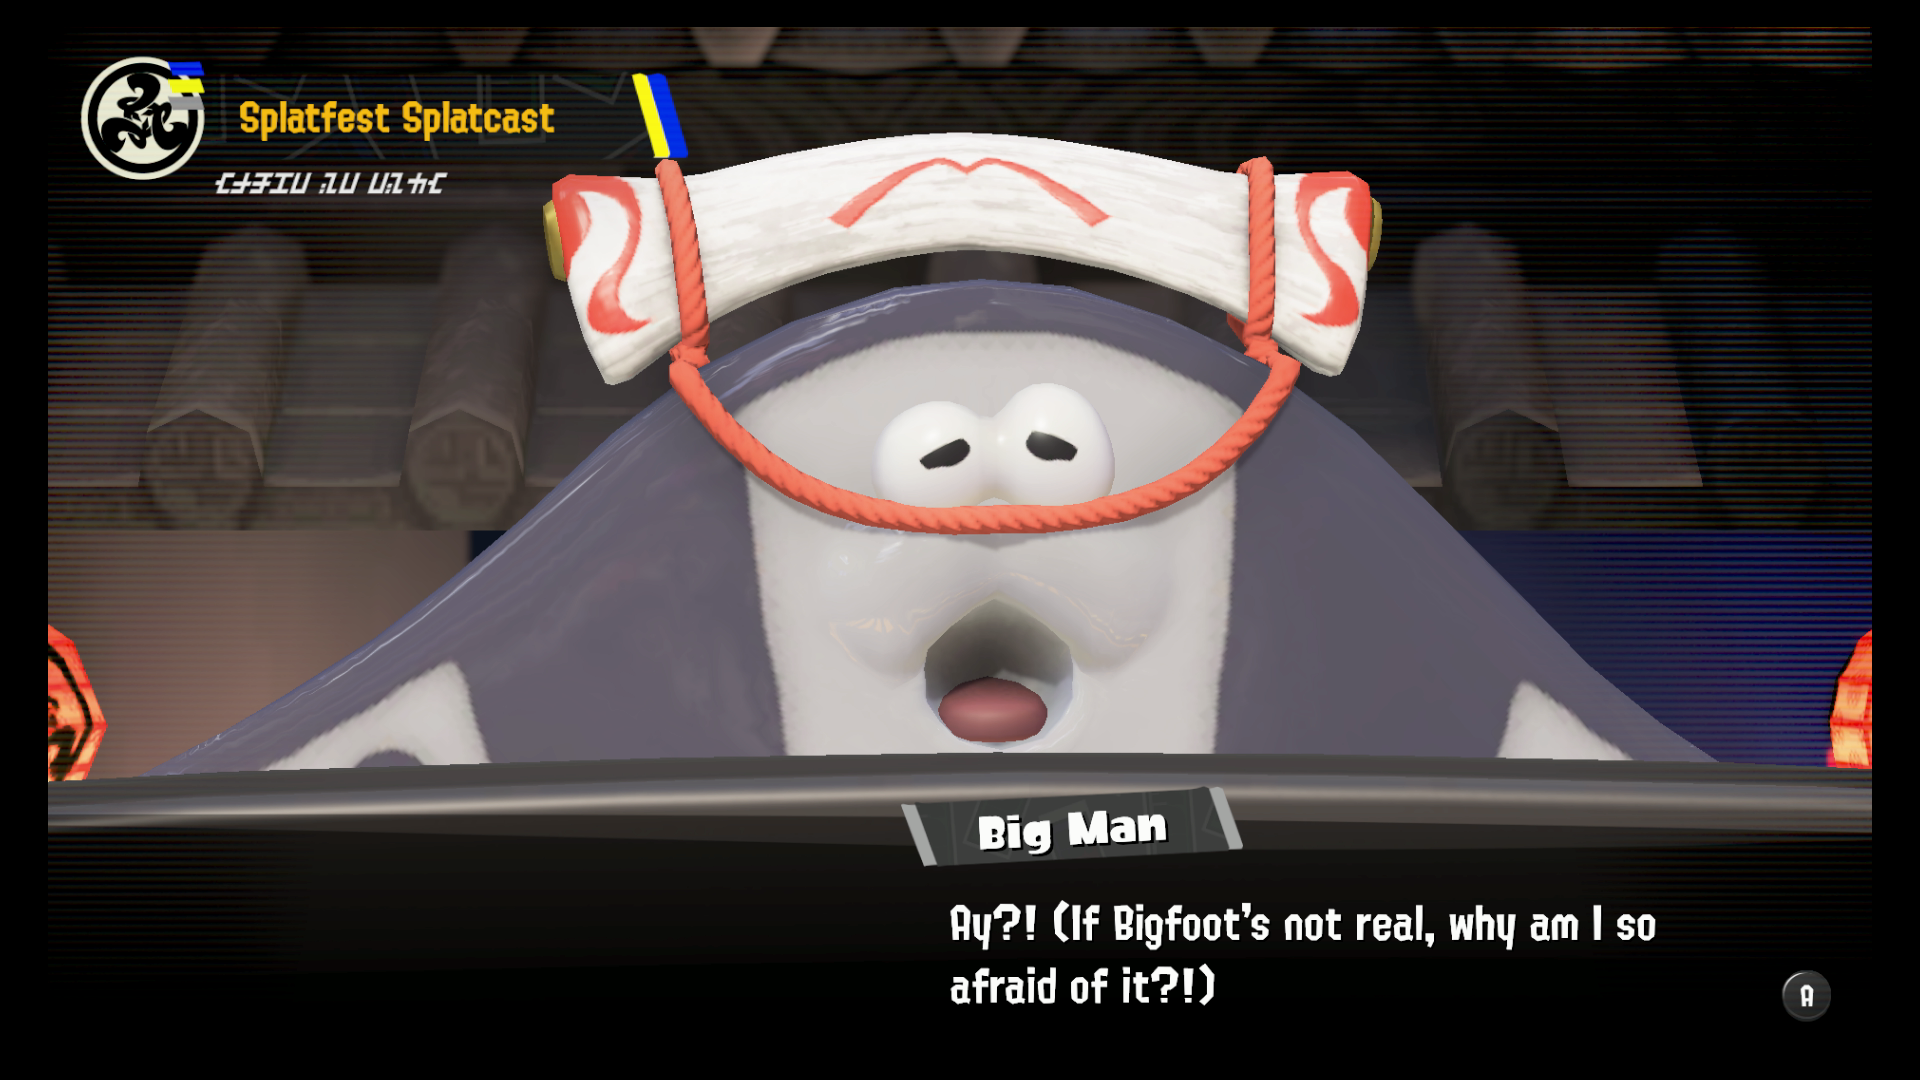 Splatfest Splatcast
Big Man
Ay?! (If Bigfoot's not real, why am I so
afraid of it?!)
A